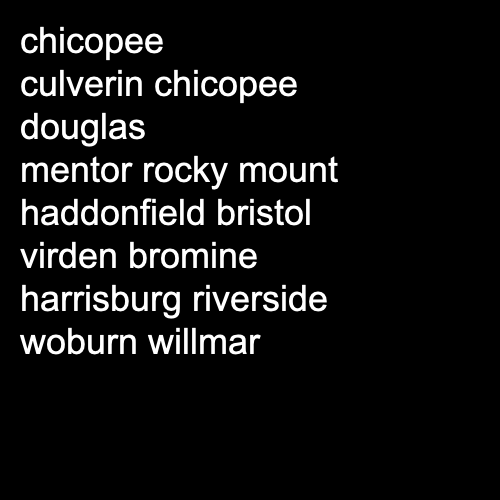 chicopee
culverin chicopee
douglas
mentor rocky mount
haddonfield bristol
virden bromine
harrisburg riverside
woburn willmar